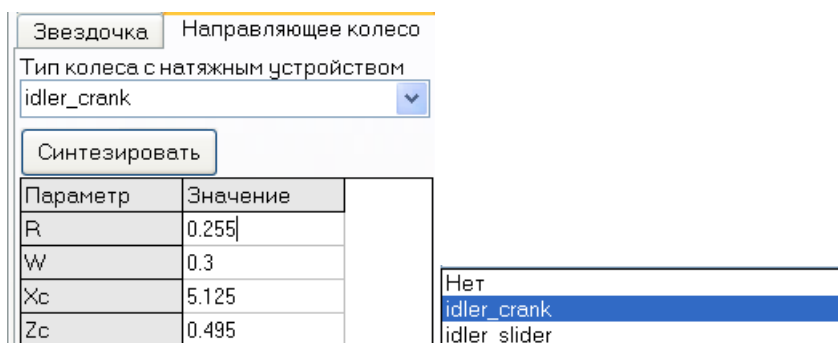 Звездочка Направляющее колесо
Тип колеса с натяжным устройством
idler_crank
Синтезировать
Параметр Значение
R 0.255
W 0.3
Xc 5.125
Zc 0.495
Нет
idler_crank
idler_slider